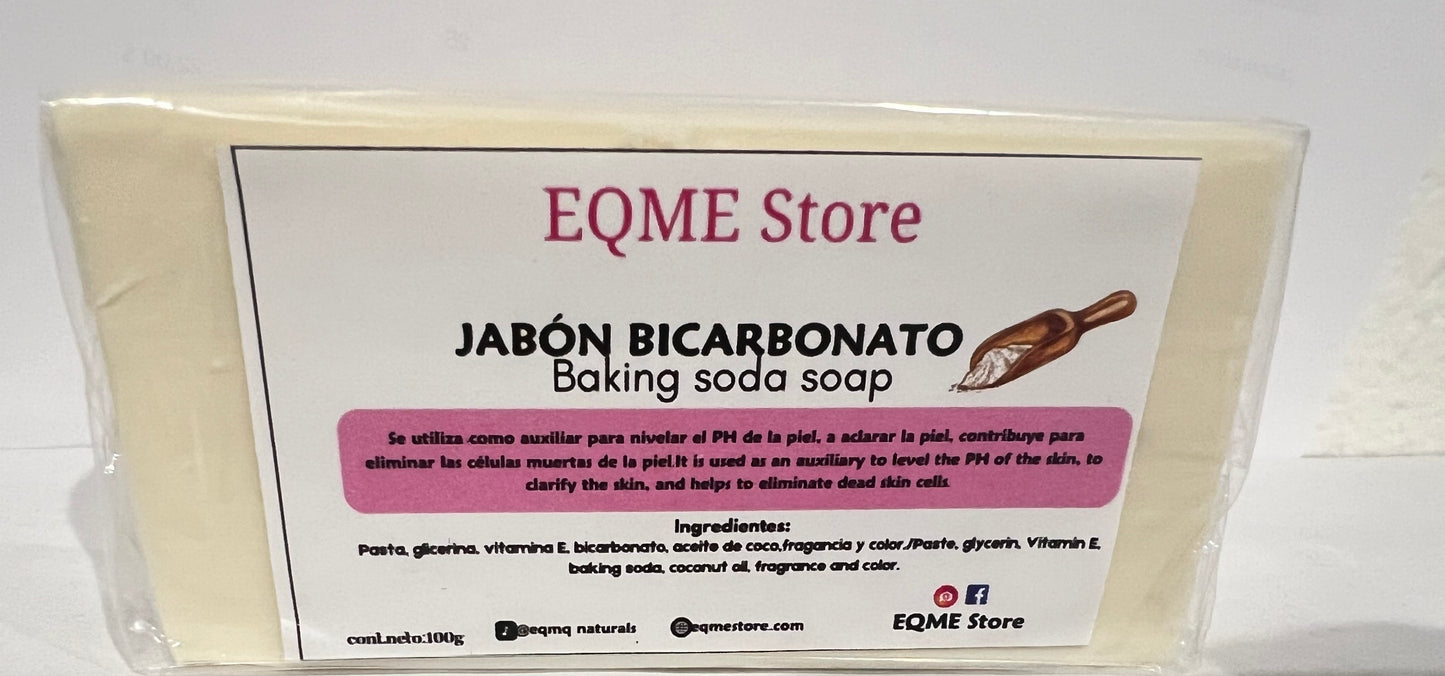 EQME Store
JABÓN BICARBONATO
Baking soda soap
Se utiliza como auxiliar para nivelar el PH de la piel, a aclarar la piel, contribuye para
eliminar las células muertas de la piel.It is used as an auxiliary to level the PH of the skin, to
clarify the skin, and helps to eliminate dead skin cells
Ingredientes:
Pasta, glicerina, vitamina E, bicarbonato, aceite de coco,fragancia y color./Paste, glycerin, Vitamin E,
baking soda, coconut oil, fragrance and color.
cont.neto:100g
@eqmq naturals
eqmestore.com
EQME Store